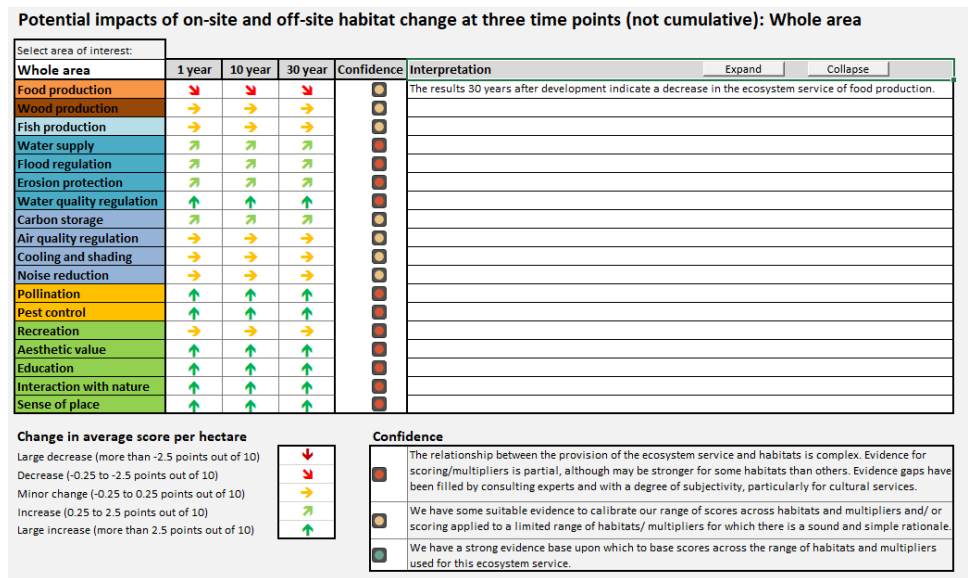 Potential impacts of on-site and off-site habitat change at three time points (not cumulative): Whole area
Select area of interest:
Whole area 1 year 10 year 30 year Confidence Interpretation Expand Collapse
Food production The results 30 years after development indicate a decrease in the ecosystem service of food production.
Wood production
Fish production
Water supply
Flood regulation
Erosion protection
Water quality regulation
Carbon storage
Air quality regulation
Cooling and shading
Noise reduction
Pollination
Pest control
Recreation
Aesthetic value
Education
Interaction with nature
Sense of place
Change in average score per hectare
Large decrease (more than -2.5 points out of 10)
Decrease (-0.25 to -2.5 points out of 10)
Minor change (-0.25 to 0.25 points out of 10)
Increase (0.25 to 2.5 points out of 10)
Large increase (more than 2.5 points out of 10)
Confidence
The relationship between the provision of the ecosystem service and habitats is complex. Evidence for
scoring/multipliers is partial, although may be stronger for some habitats than others. Evidence gaps have
been filled by consulting experts and with a degree of subjectivity, particularly for cultural services.
We have some suitable evidence to calibrate our range of scores across habitats and multipliers and/ or
scoring applied to a limited range of habitats/ multipliers for which there is a sound and simple rationale.
We have a strong evidence base upon which to base scores across the range of habitats and multipliers
used for this ecosystem service.